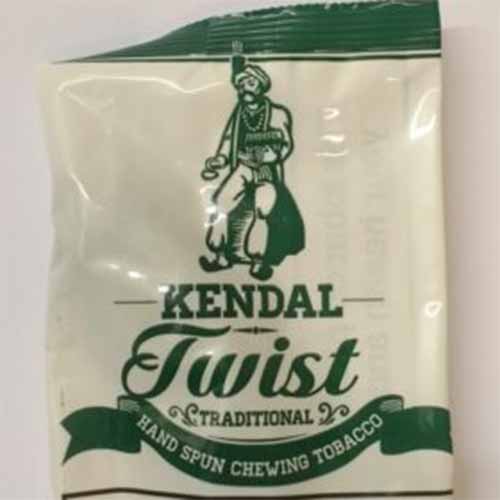 KENDAL
Twist
TRADITIONAL
HAND SPUN CHEWING TOBACCO